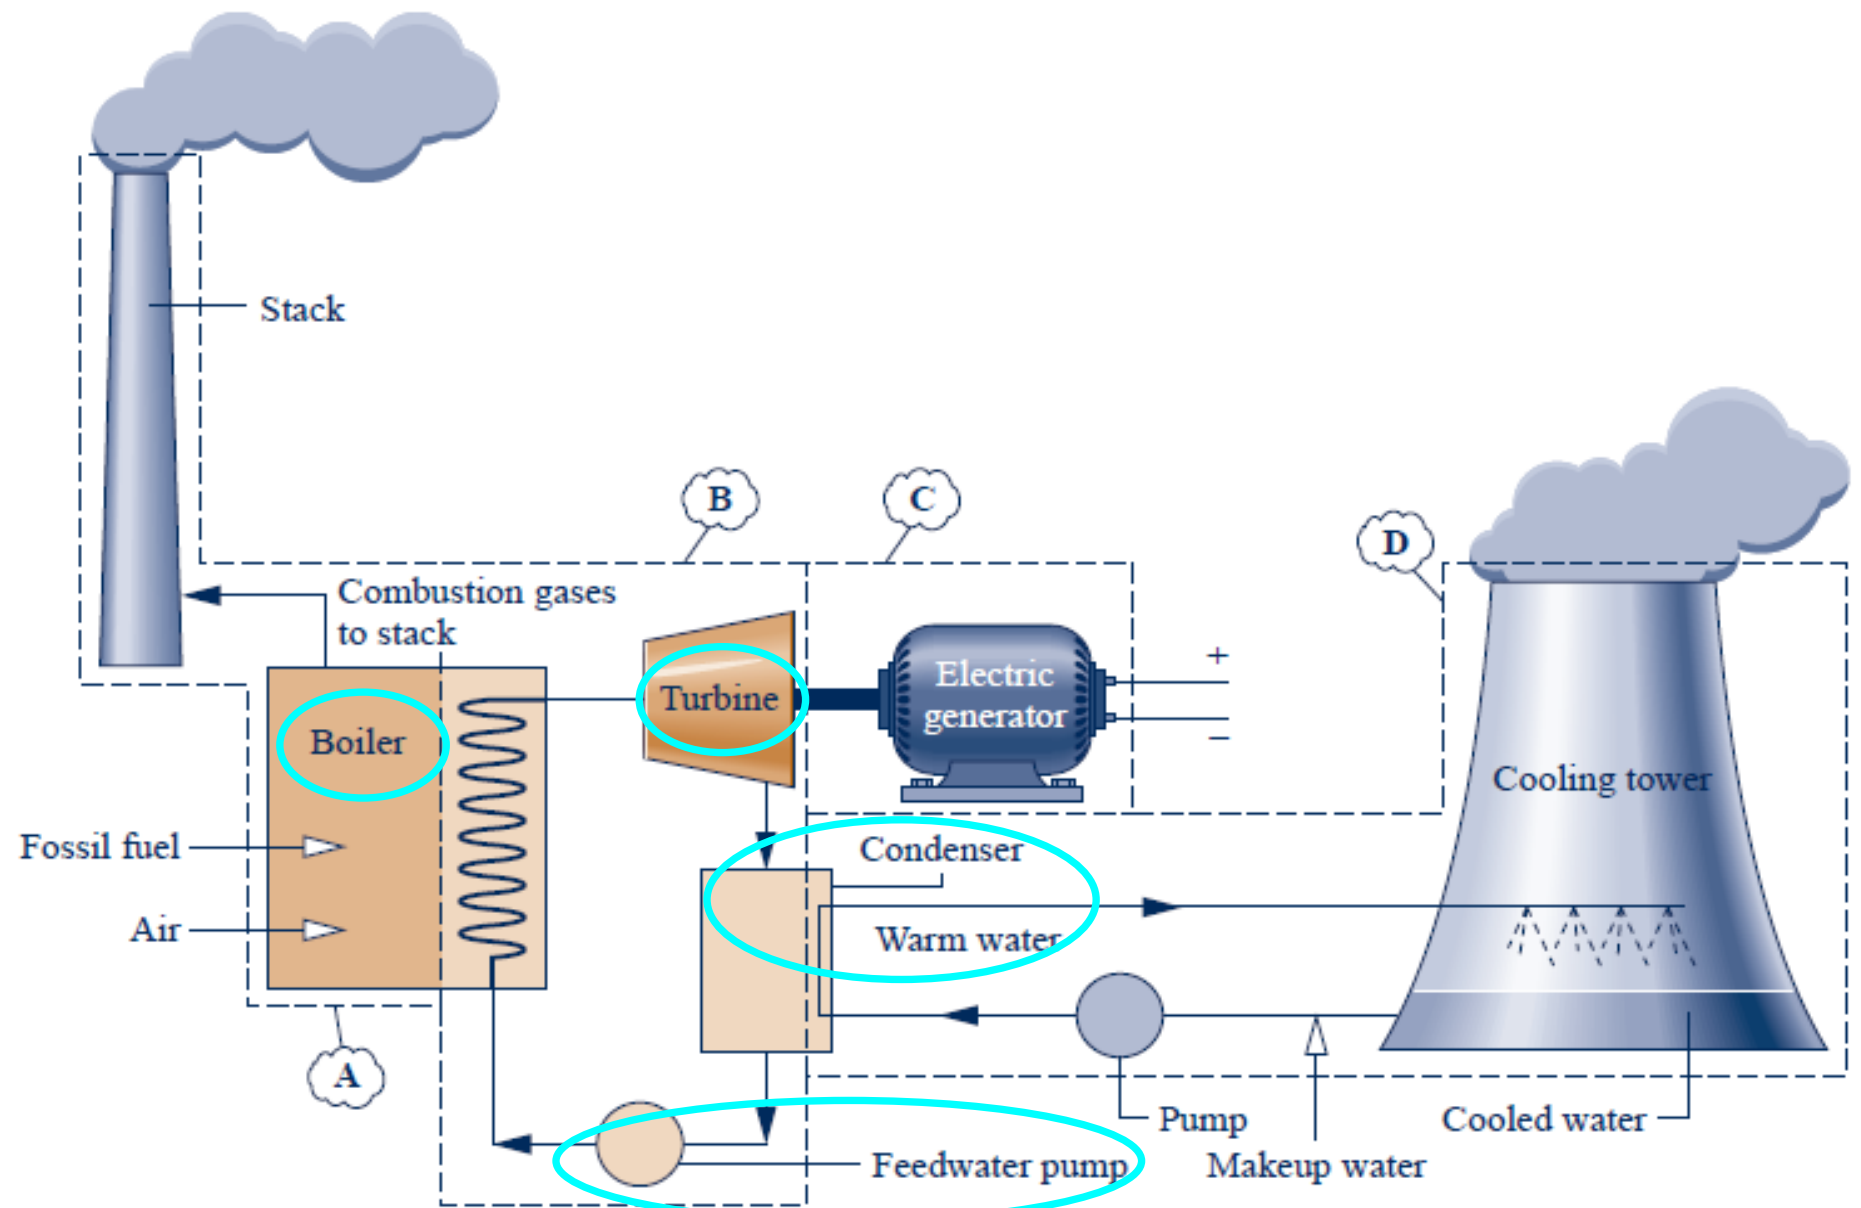 Stack
B
C
D
Combustion gases
to stack
Turbine
Electric
generator
+
−
Boiler
Cooling tower
Fossil fuel
Condenser
Air
Warm water
A
Pump
Cooled water
Feedwater pump
Makeup water